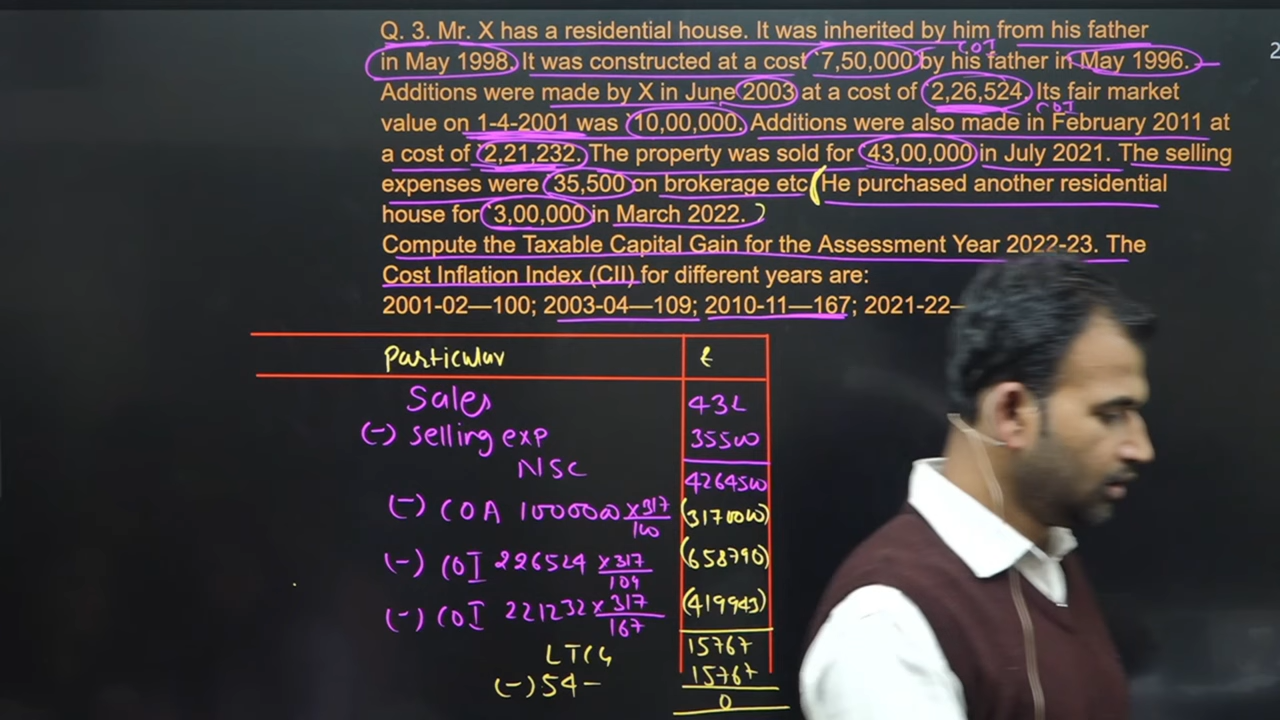 Q. 3. Mr. X has a residential house. It was inherited by him from his father
in May 1998. It was constructed at a cost `7,50,000 by his father in May 1996.
COI
Additions were made by X in June 2003 at a cost of `2,26,524. Its fair market
COI
value on 1-4-2001 was `10,00,000. Additions were also made in February 2011 at
a cost of `2,21,232. The property was sold for `43,00,000 in July 2021. The selling
expenses were `35,500 on brokerage etc. He purchased another residential
house for `3,00,000 in March 2022.
Compute the Taxable Capital Gain for the Assessment Year 2022-23. The
Cost Inflation Index (CII) for different years are:
2001-02—100; 2003-04—109; 2010-11—167; 2021-22—
2
Particular ₹
Sales 43L
(-) Selling exp 35500
NSC 4264500
(-) COA 1000000 × 317/100 (3170000)
(-) COI 226524 × 317/109 (658790)
(-) COI 221232 × 317/167 (419943)
LTCG 15767
(-) 54- 15767
0